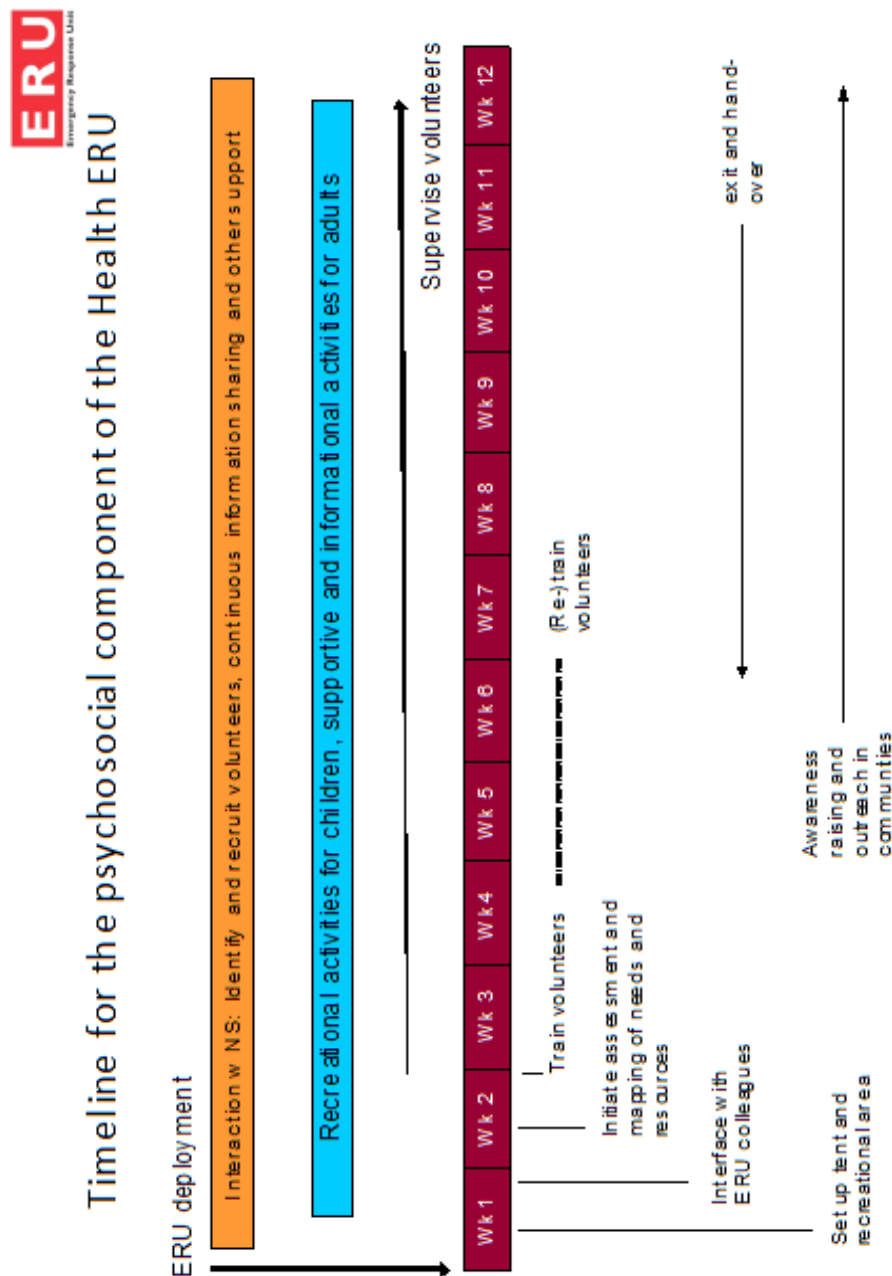 ERU
Emergency Response Unit
Timeline for the psychosocial component of the Health ERU
ERU deployment
Interaction w NS: Identify and recruit volunteers, continuous information sharing and other support
Recreational activities for children, supportive and informational activities for adults
Supervise volunteers
Wk 1
Wk 2
Wk 3
Wk 4
Wk 5
Wk 6
Wk 7
Wk 8
Wk 9
Wk 10
Wk 11
Wk 12
Train volunteers
(Re-)train
volunteers
Initiate assessment and
mapping of needs and
resources
Interface with
ERU colleagues
exit and hand-
over
Set up tent and
recreational area
Awareness
raising and
outreach in
communties